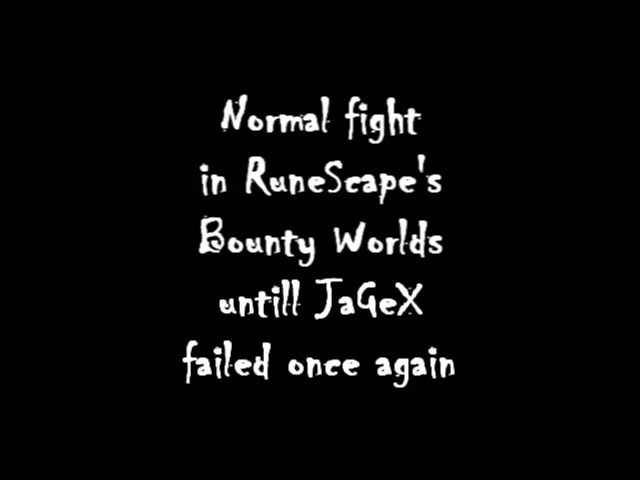 Normal fight
in RuneScape's
Bounty Worlds
untill JaGeX
failed once again